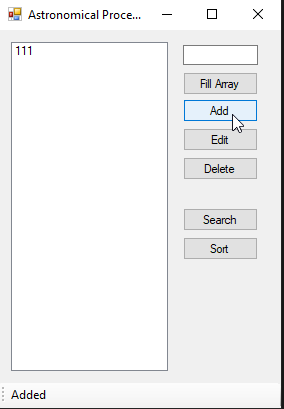 Astronomical Proce...
111
Fill Array
Add
Edit
Delete
Search
Sort
Added